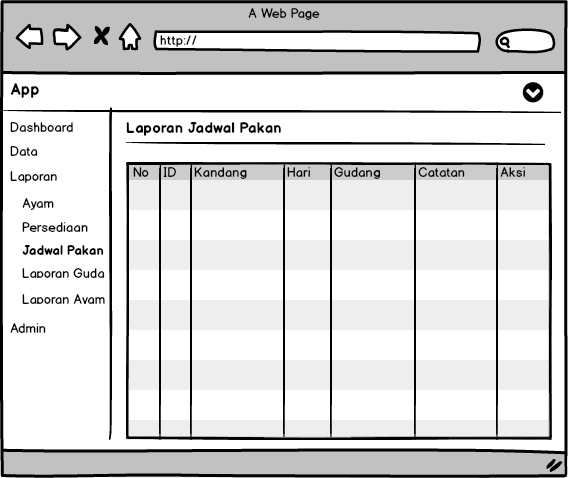 A Web Page
http://
App
Dashboard
Data
Laporan
Ayam
Persediaan
Jadwal Pakan
Laporan Guda
Laporan Ayam
Admin
Laporan Jadwal Pakan
No ID Kandang Hari Gudang Catatan Aksi